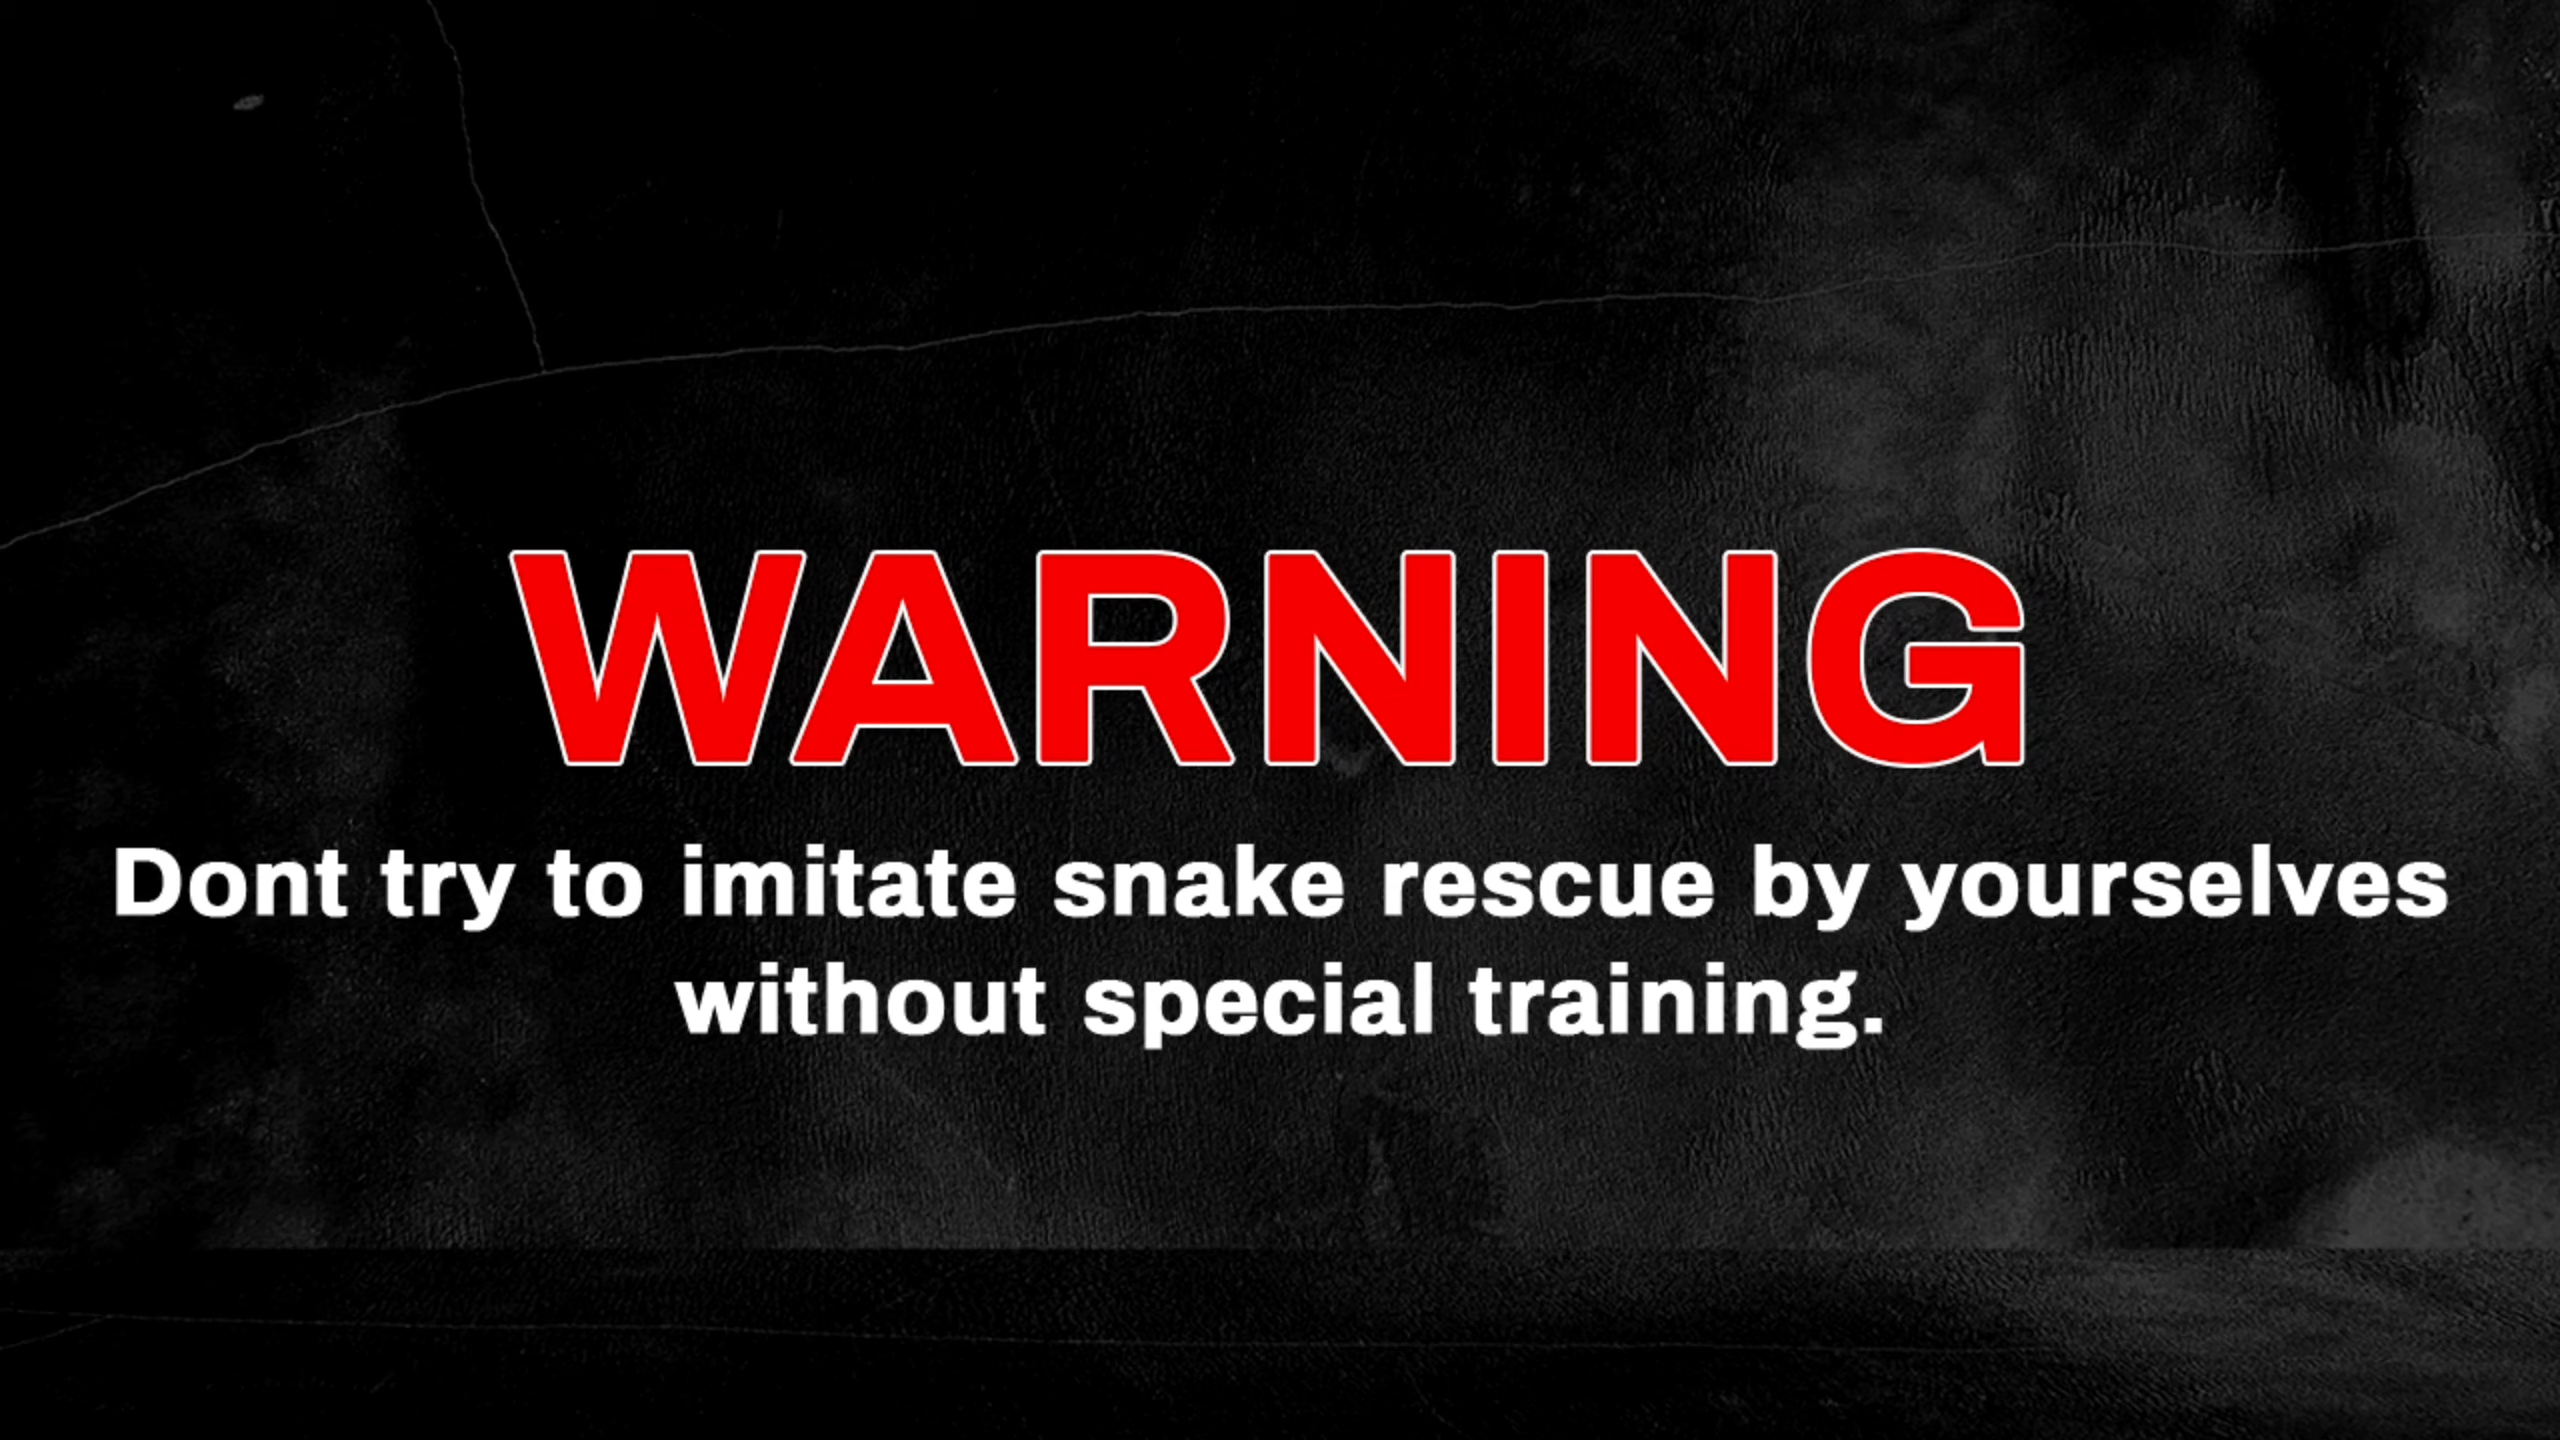 WARNING
Dont try to imitate snake rescue by yourselves
without special training.